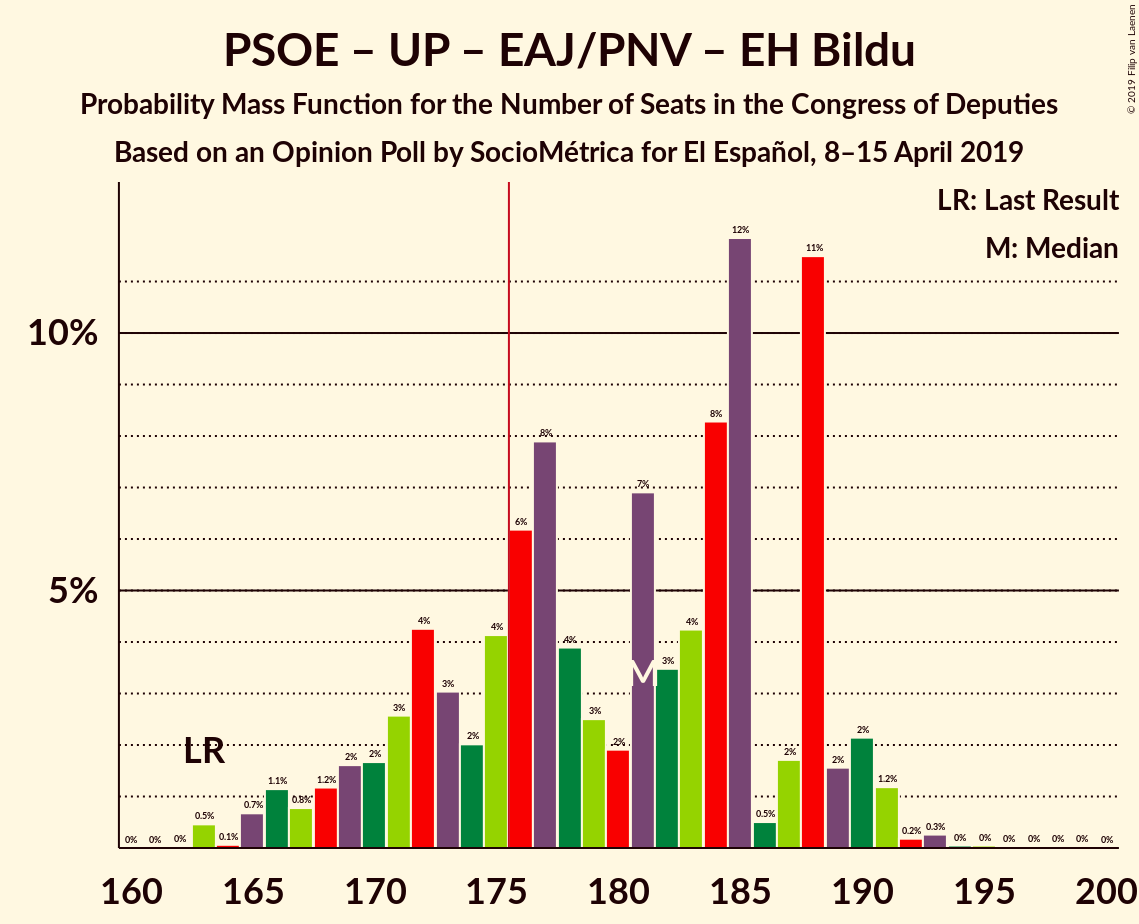 © 2019 Filip van Laenen
PSOE – UP – EAJ/PNV – EH Bildu
Probability Mass Function for the Number of Seats in the Congress of Deputies
Based on an Opinion Poll by SocioMétrica for El Español, 8–15 April 2019
LR: Last Result
M: Median
10%
5%
0% 0% 0% 0.5% 0.1% 0.7% 1.1% 0.8% 1.2% 2% 2% 3% 4% 3% 2% 4% 6% 8% 4% 3% 2% 7% 3% 4% 8% 12% 0.5% 2% 11% 2% 2% 1.2% 0.2% 0.3% 0% 0% 0% 0% 0% 0% 0%
LR
M
160 165 170 175 180 185 190 195 200